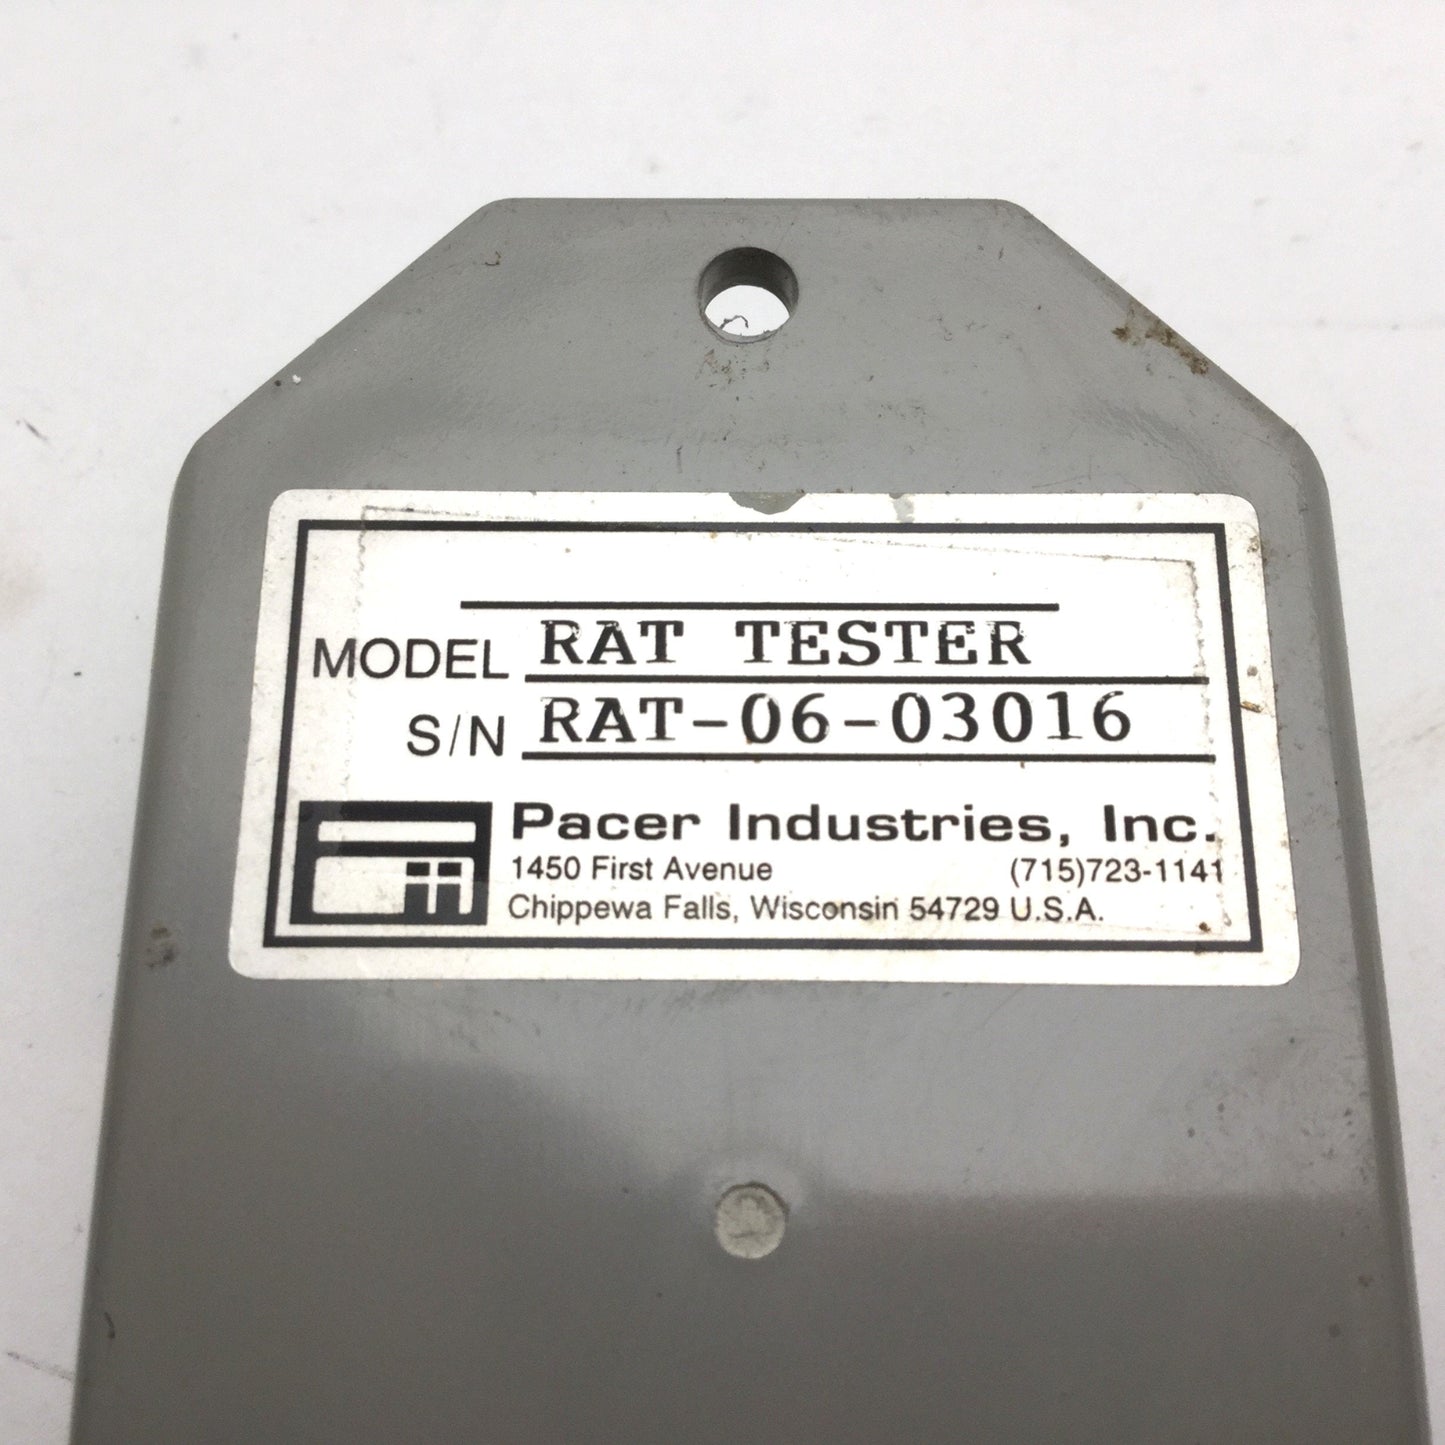 MODEL RAT TESTER
S/N RAT-06-03016
Pacer Industries, Inc.
1450 First Avenue (715)723-1141
Chippewa Falls, Wisconsin 54729 U.S.A.